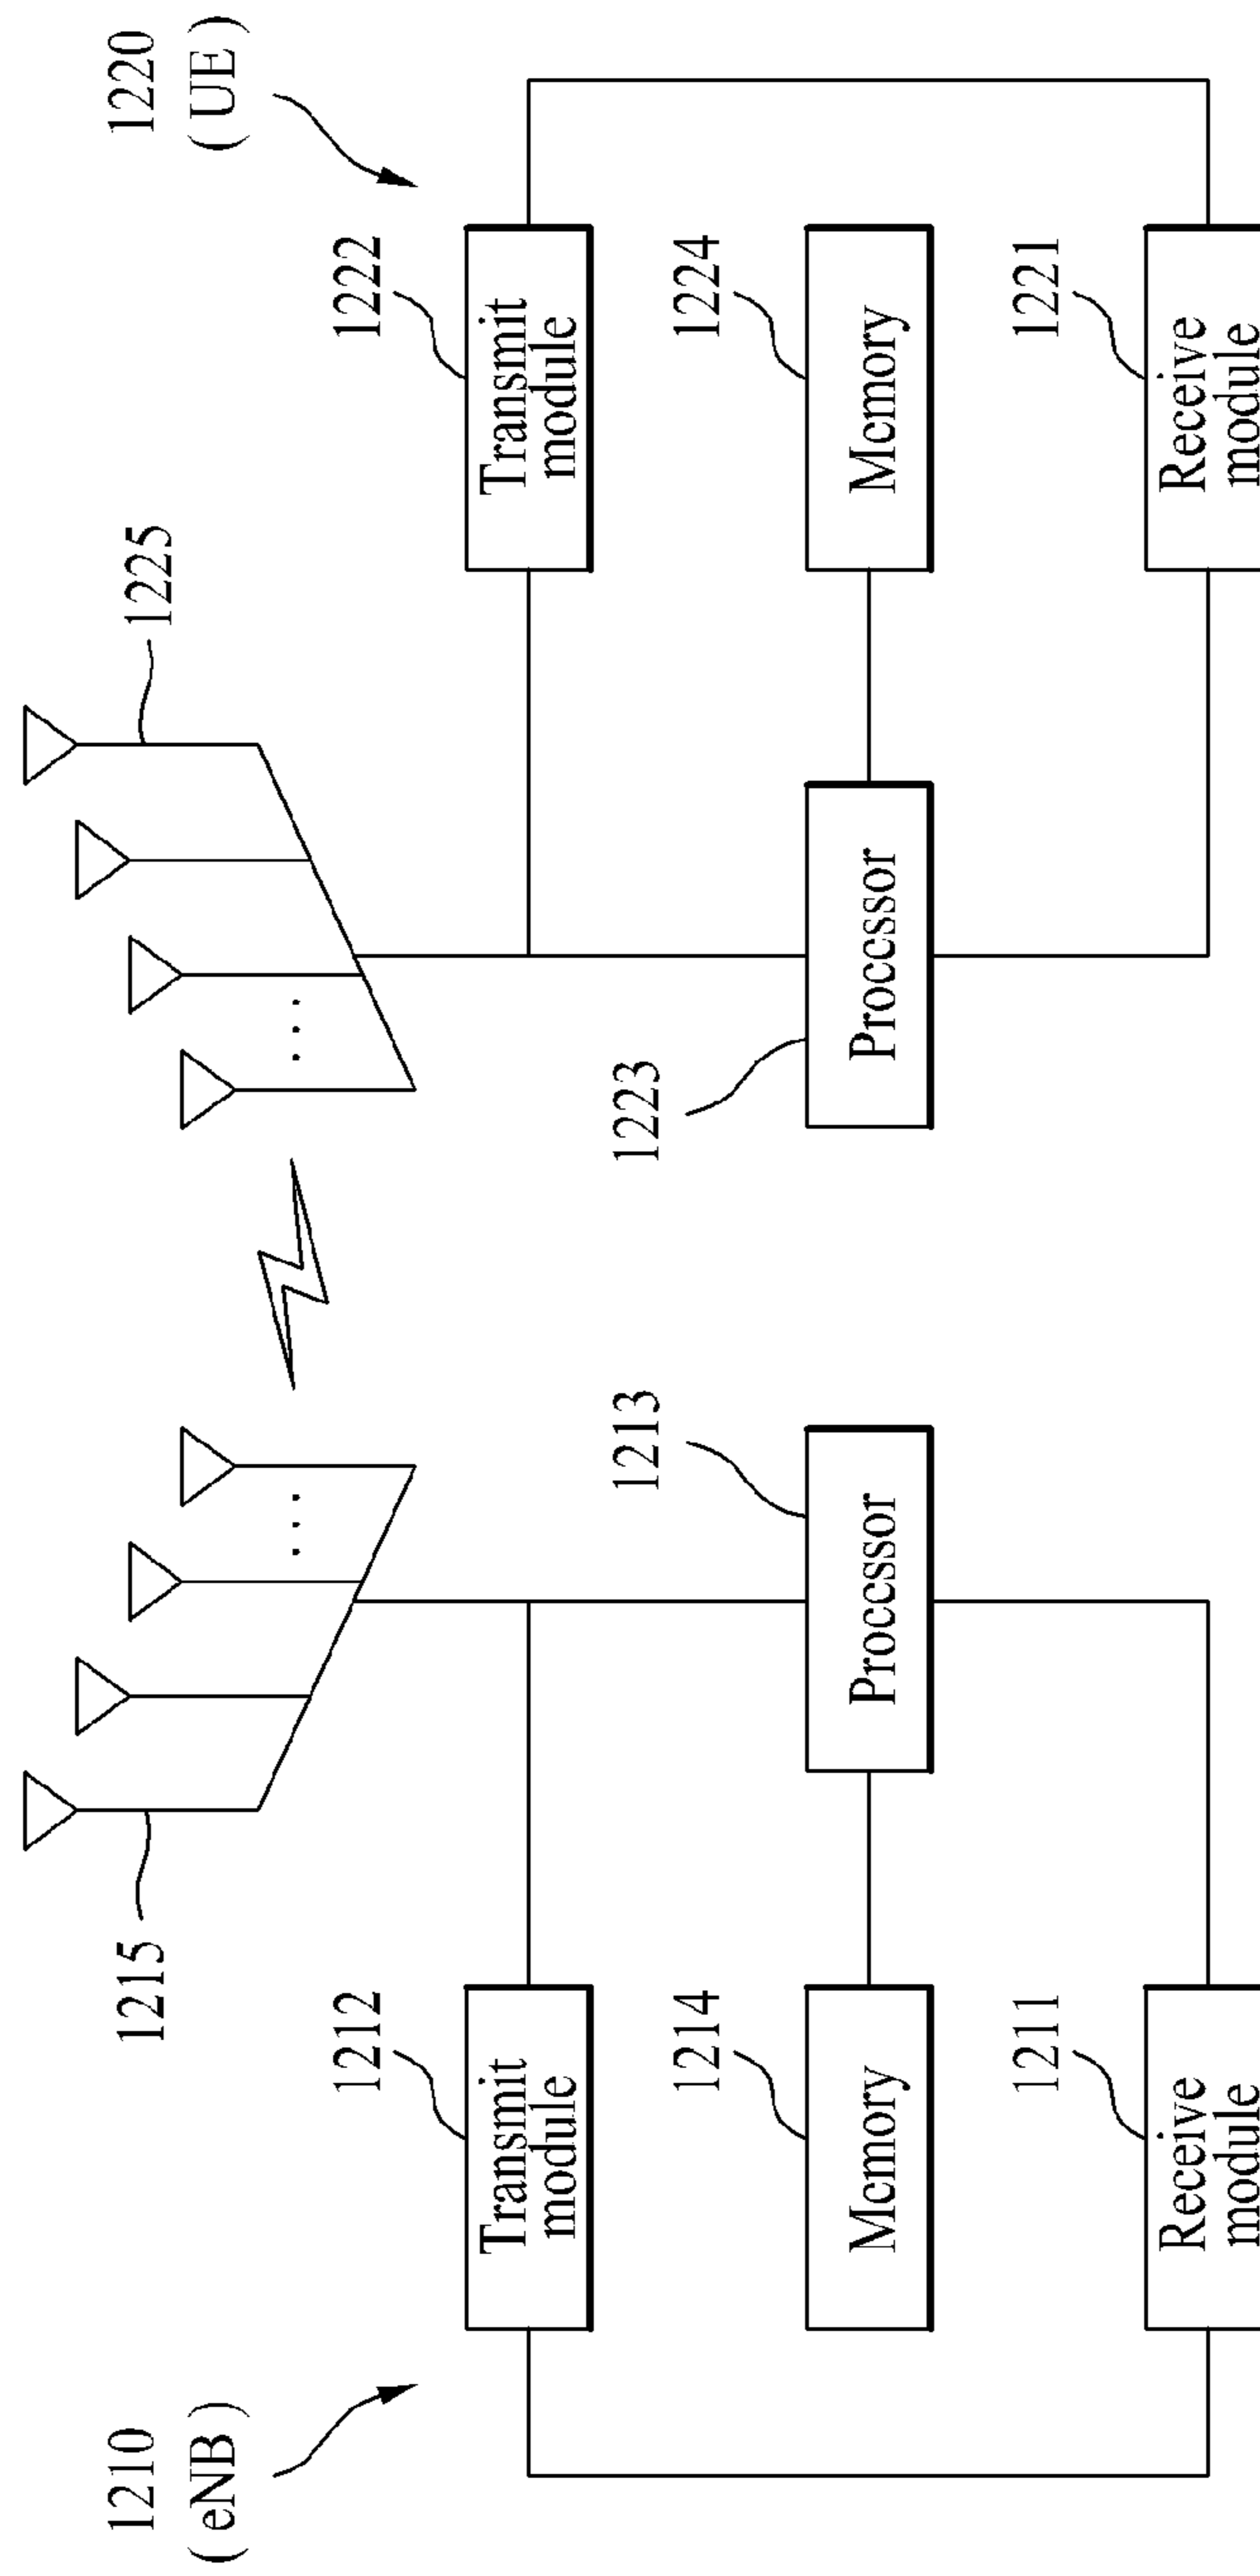 1210
( eNB )
1220
( UE )
1215
1225
1212
Transmit
module
1222
Transmit
module
1213
Processor
1223
Processor
1214
Memory
1224
Memory
1211
Receive
module
1221
Receive
module